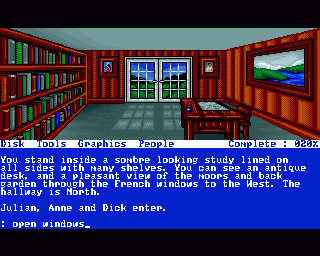 Disk Tools Graphics People Complete : 020%
You stand inside a sombre looking study lined on
all sides with many shelves. You can see an antique
desk, and a pleasant view of the moors and back
garden through the French windows to the West. The
hallway is North.
Julian, Anne and Dick enter.
: open windows_